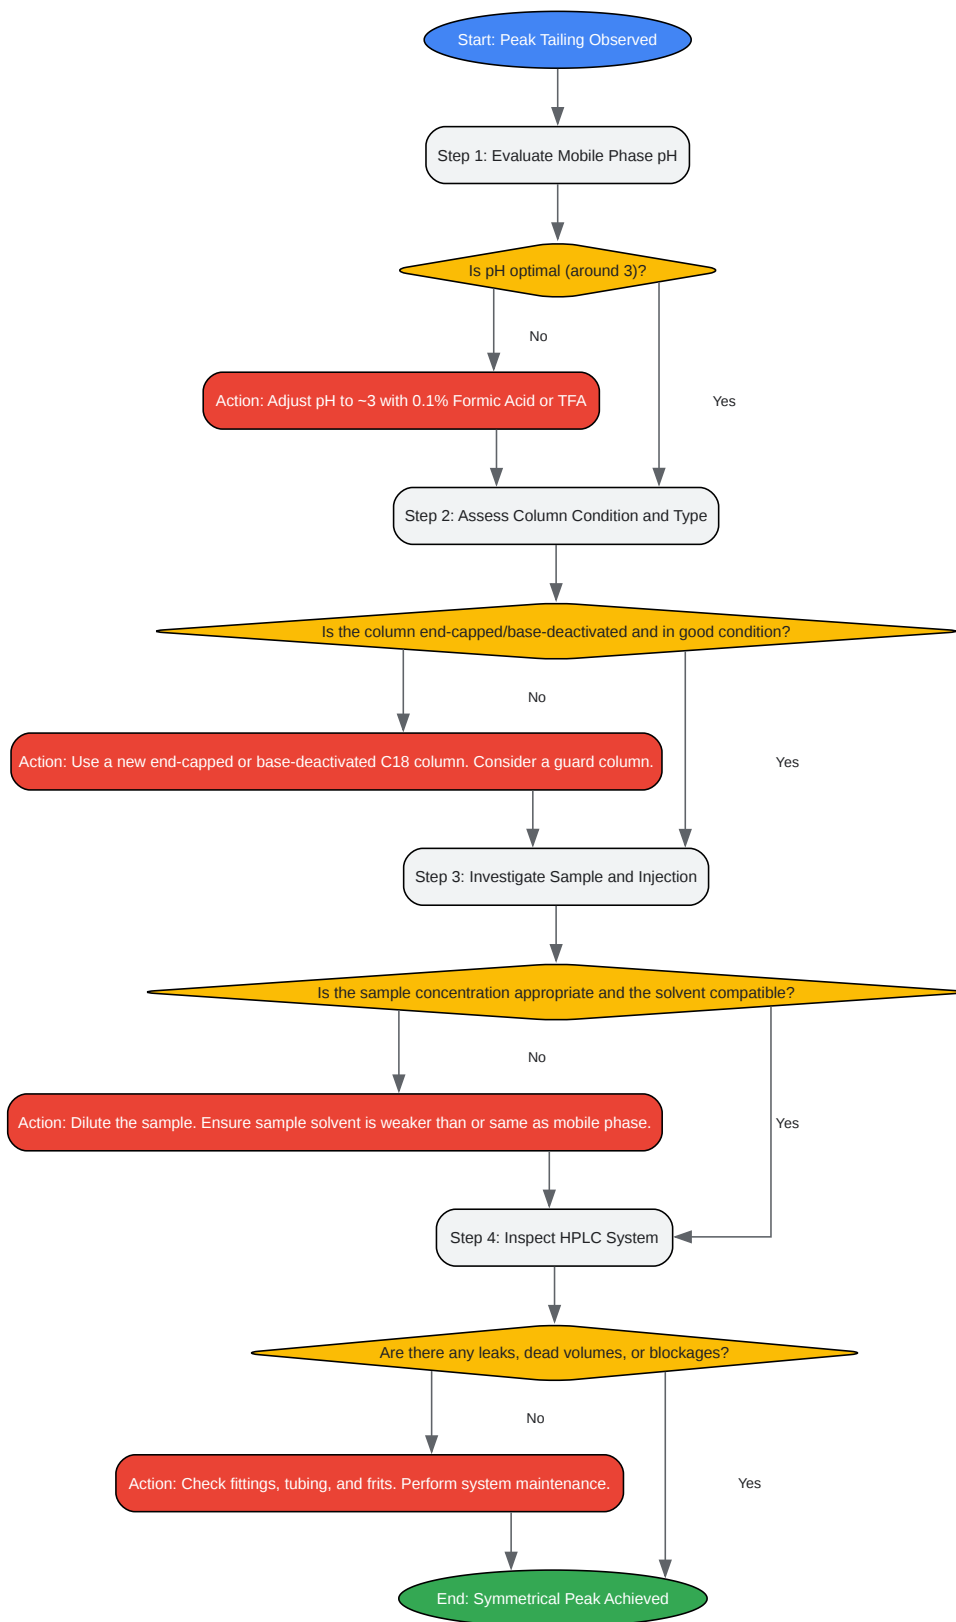 Start: Peak Tailing Observed
Step 1: Evaluate Mobile Phase pH
Is pH optimal (around 3)?
No
Action: Adjust pH to ~3 with 0.1% Formic Acid or TFA
Yes
Step 2: Assess Column Condition and Type
Is the column end-capped/base-deactivated and in good condition?
No
Action: Use a new end-capped or base-deactivated C18 column. Consider a guard column.
Yes
Step 3: Investigate Sample and Injection
Is the sample concentration appropriate and the solvent compatible?
No
Action: Dilute the sample. Ensure sample solvent is weaker than or same as mobile phase.
Yes
Step 4: Inspect HPLC System
Are there any leaks, dead volumes, or blockages?
No
Action: Check fittings, tubing, and frits. Perform system maintenance.
Yes
End: Symmetrical Peak Achieved